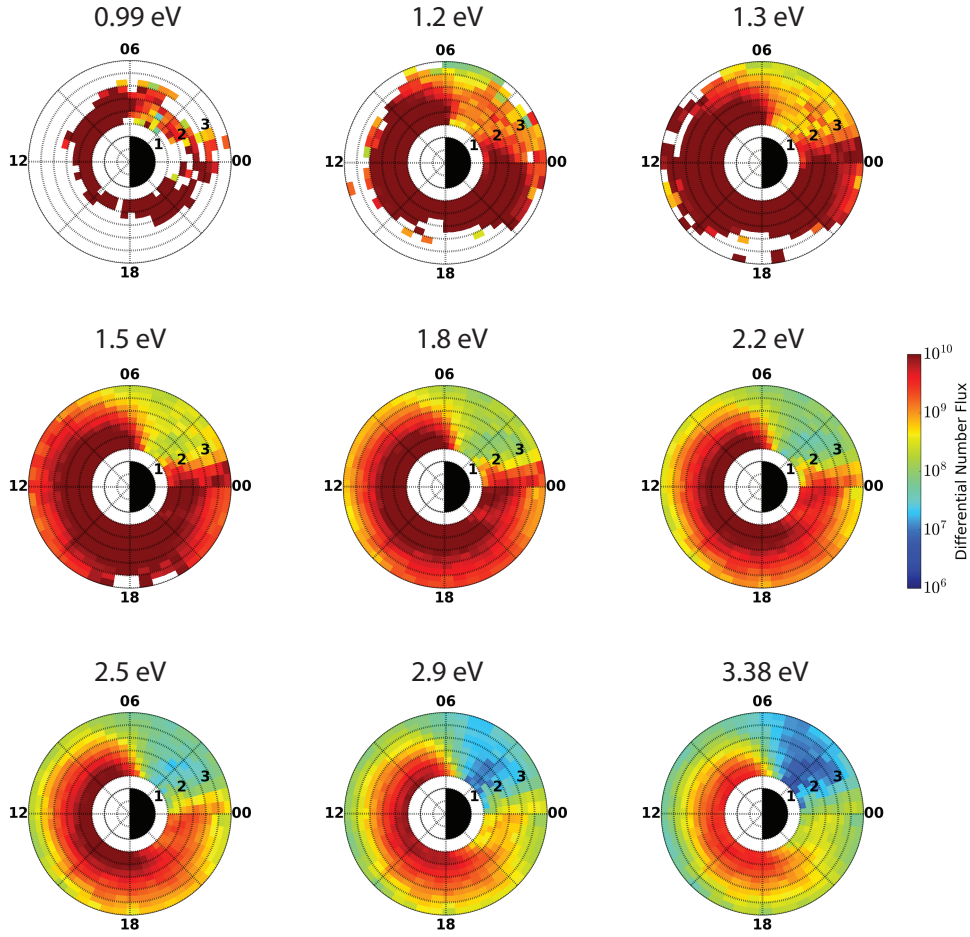 0.99 eV 1.2 eV 1.3 eV
06 06 06
12 1 2 3 00 12 1 2 3 00 12 1 2 3 00
18 18 18
1.5 eV 1.8 eV 2.2 eV
06 06 06
12 1 2 3 00 12 1 2 3 00 12 1 2 3 00
18 18 18
10^10
10^9
10^8
10^7
10^6
Differential Number Flux
2.5 eV 2.9 eV 3.38 eV
06 06 06
12 1 2 3 00 12 1 2 3 00 12 1 2 3 00
18 18 18